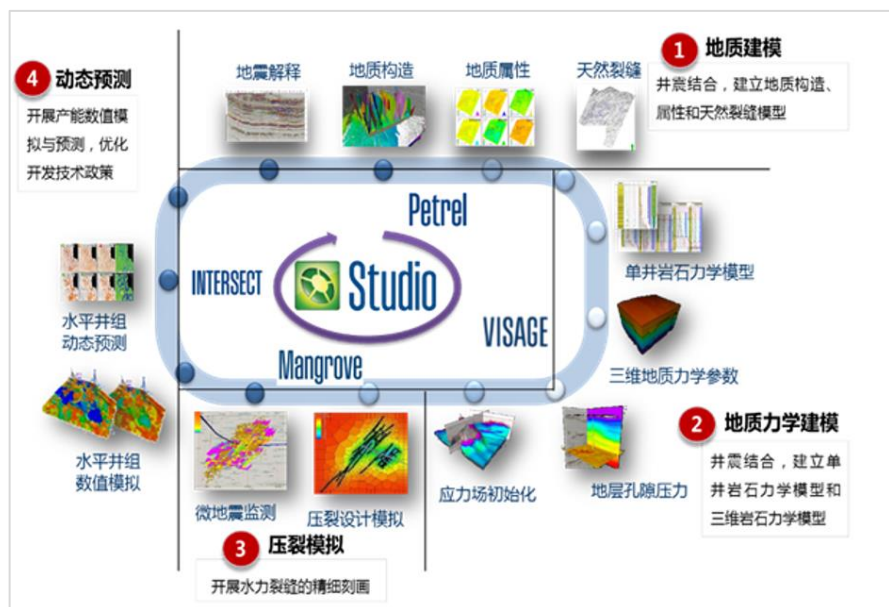 4 动态预测
开展产能数值模
拟与预测，优化
开发技术政策
地震解释
地质构造
地质属性
天然裂缝
1 地质建模
井震结合，建立地质构造、
属性和天然裂缝模型
Petrel
INTERSECT
Studio
VISAGE
Mangrove
单井岩石力学模型
三维地质力学参数
水平井组
动态预测
水平井组
数值模拟
微地震监测
压裂设计模拟
应力场初始化
地层孔隙压力
2 地质力学建模
井震结合，建立单
井岩石力学模型和
三维岩石力学模型
3 压裂模拟
开展水力裂缝的精细刻画